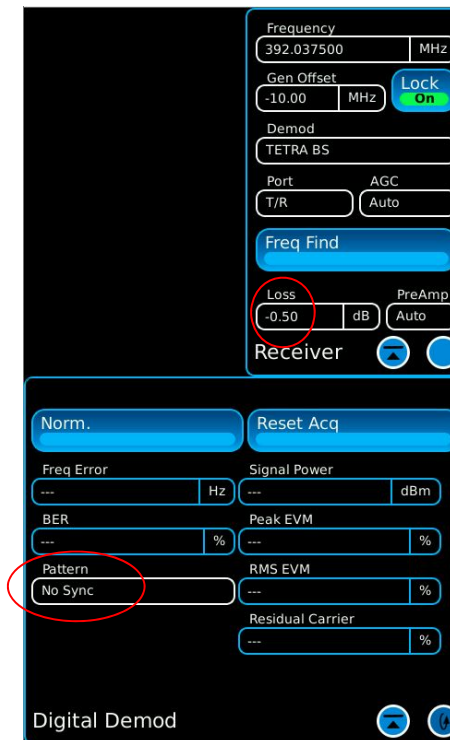 Frequency
392.037500 MHz
Gen Offset
-10.00 MHz
Lock
On
Demod
TETRA BS
Port AGC
T/R Auto
Freq Find
Loss PreAmp
-0.50 dB Auto
Receiver
Norm. Reset Acq
Freq Error Signal Power
--- Hz --- dBm
BER Peak EVM
--- % --- %
Pattern RMS EVM
No Sync --- %
Residual Carrier
--- %
Digital Demod